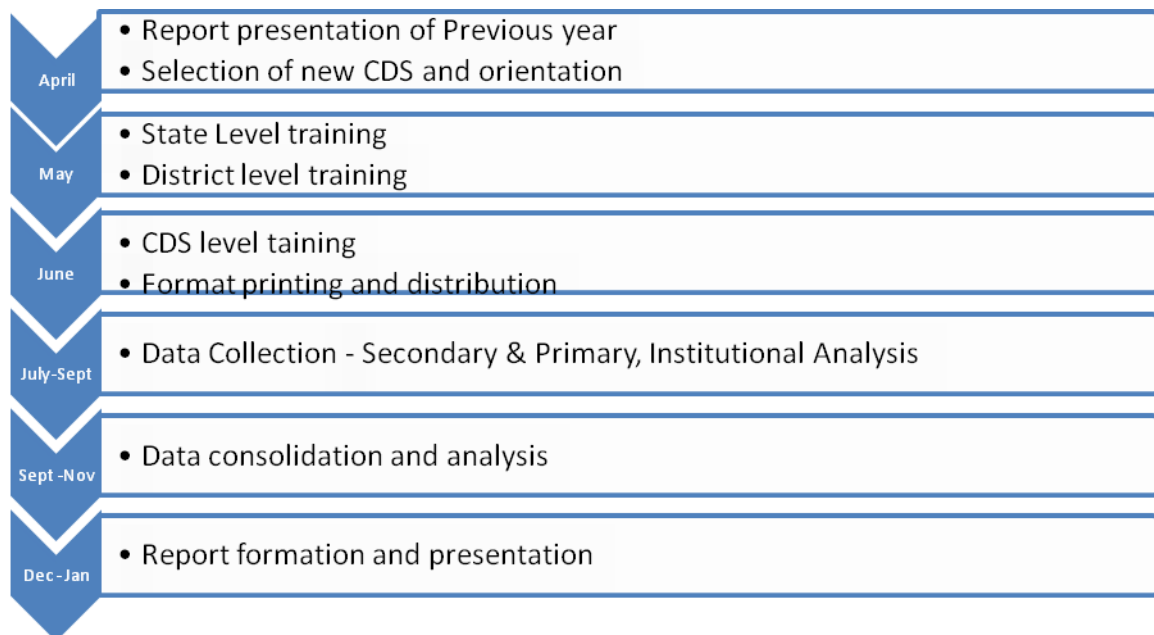 April
• Report presentation of Previous year
• Selection of new CDS and orientation
May
• State Level training
• District level training
June
• CDS level taining
• Format printing and distribution
July-Sept
• Data Collection - Secondary & Primary, Institutional Analysis
Sept -Nov
• Data consolidation and analysis
Dec -Jan
• Report formation and presentation